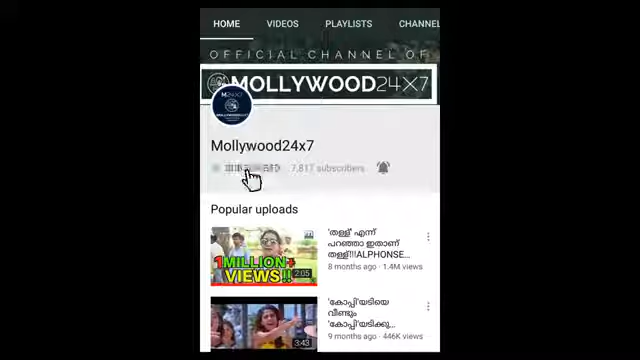 HOME VIDEOS PLAYLISTS CHANNEL
OFFICIAL CHANNEL OF
MOLLYWOOD24X7
Mollywood24x7
7,817 subscribers
Popular uploads
'തള്ള്' എന്ന്
പറഞ്ഞാ ഇതാണ്
തള്ള്!!!ALPHONSE...
8 months ago · 1.4M views
1MILLION+
VIEWS!!
2:05
'കോപ്പി'യടിയെ
വീണ്ടും
'കോപ്പി'യടിക്കു...
9 months ago · 446K views
3:43